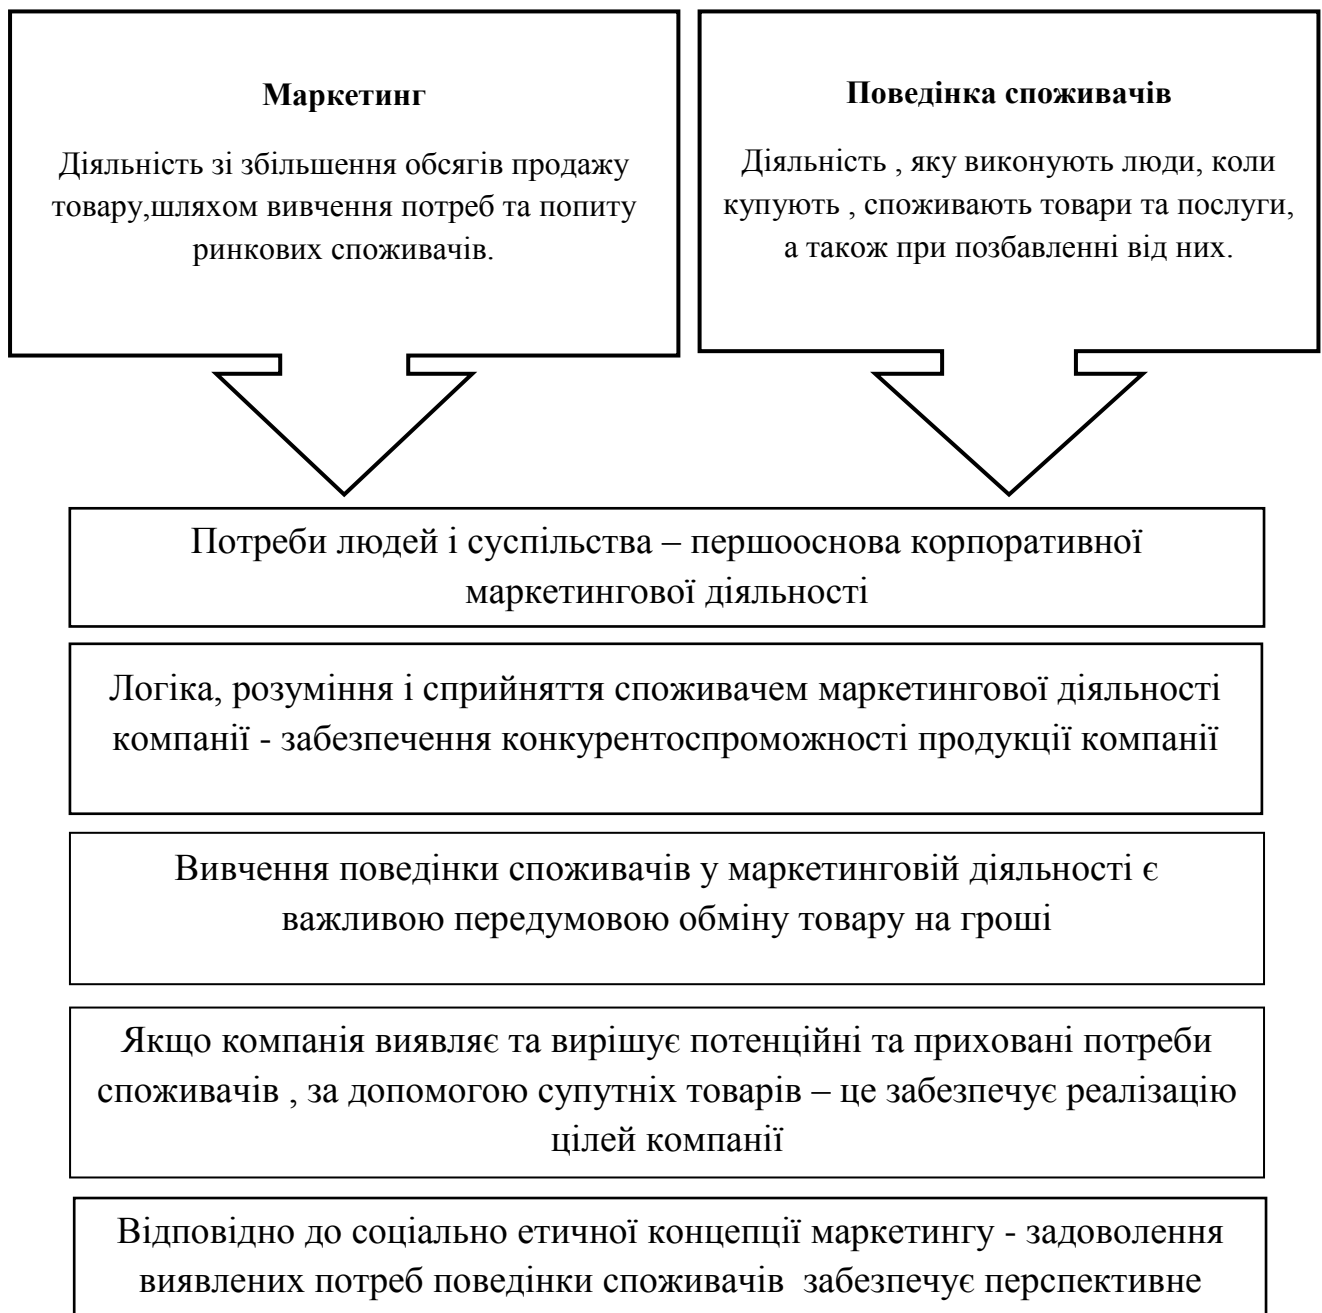 Маркетинг
Діяльність зі збільшення обсягів продажу
товару,шляхом вивчення потреб та попиту
ринкових споживачів.
Поведінка споживачів
Діяльність , яку виконують люди, коли
купують , споживають товари та послуги,
а також при позбавленні від них.
Потреби людей і суспільства – першооснова корпоративної
маркетингової діяльності
Логіка, розуміння і сприйняття споживачем маркетингової діяльності
компанії - забезпечення конкурентоспроможності продукції компанії
Вивчення поведінки споживачів у маркетинговій діяльності є
важливою передумовою обміну товару на гроші
Якщо компанія виявляє та вирішує потенційні та приховані потреби
споживачів , за допомогою супутніх товарів – це забезпечує реалізацію
цілей компанії
Відповідно до соціально етичної концепції маркетингу - задоволення
виявлених потреб поведінки споживачів забезпечує перспективне